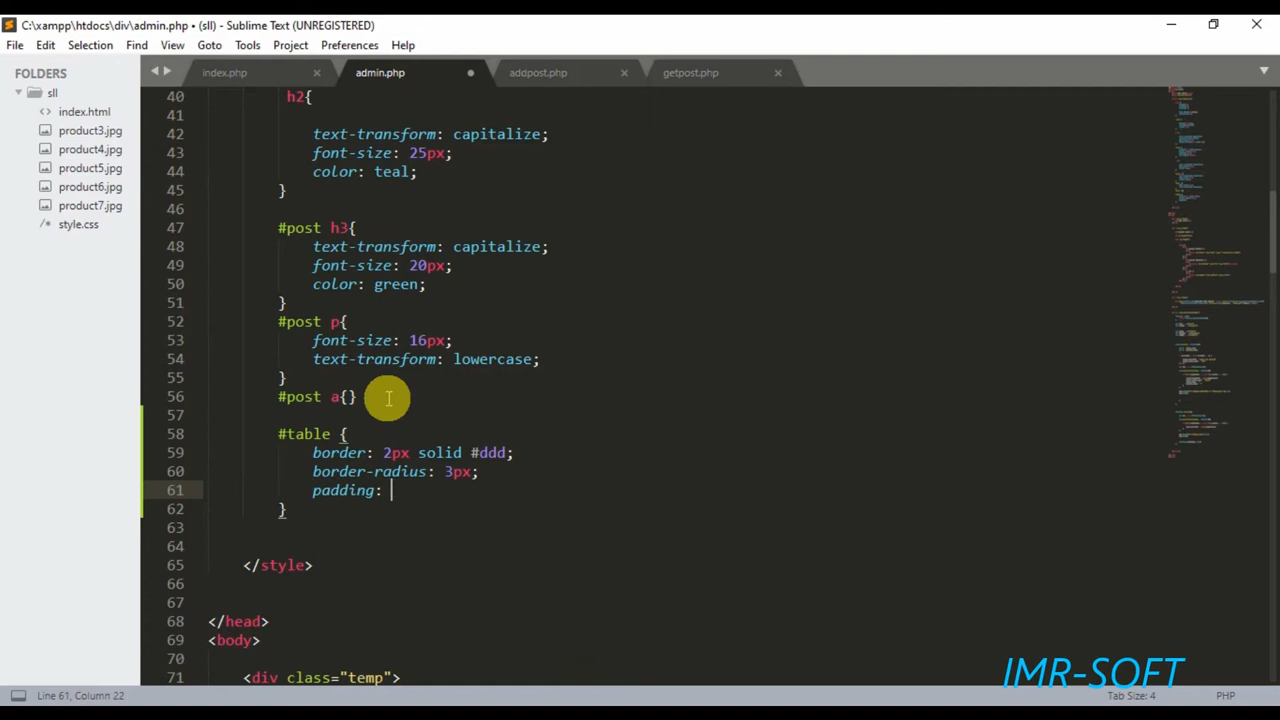 C:\xampp\htdocs\div\admin.php • (sll) - Sublime Text (UNREGISTERED)
File Edit Selection Find View Goto Tools Project Preferences Help
FOLDERS
sll
index.html
product3.jpg
product4.jpg
product5.jpg
product6.jpg
product7.jpg
style.css
index.php admin.php addpost.php getpost.php
40 h2{
41
42 text-transform: capitalize;
43 font-size: 25px;
44 color: teal;
45 }
46
47 #post h3{
48 text-transform: capitalize;
49 font-size: 20px;
50 color: green;
51 }
52 #post p{
53 font-size: 16px;
54 text-transform: lowercase;
55 }
56 #post a{}
57
58 #table {
59 border: 2px solid #ddd;
60 border-radius: 3px;
61 padding:
62 }
63
64
65 </style>
66
67
68 </head>
69 <body>
70
71 <div class="temp">
IMR-SOFT
Line 61, Column 22 Tab Size: 4 PHP